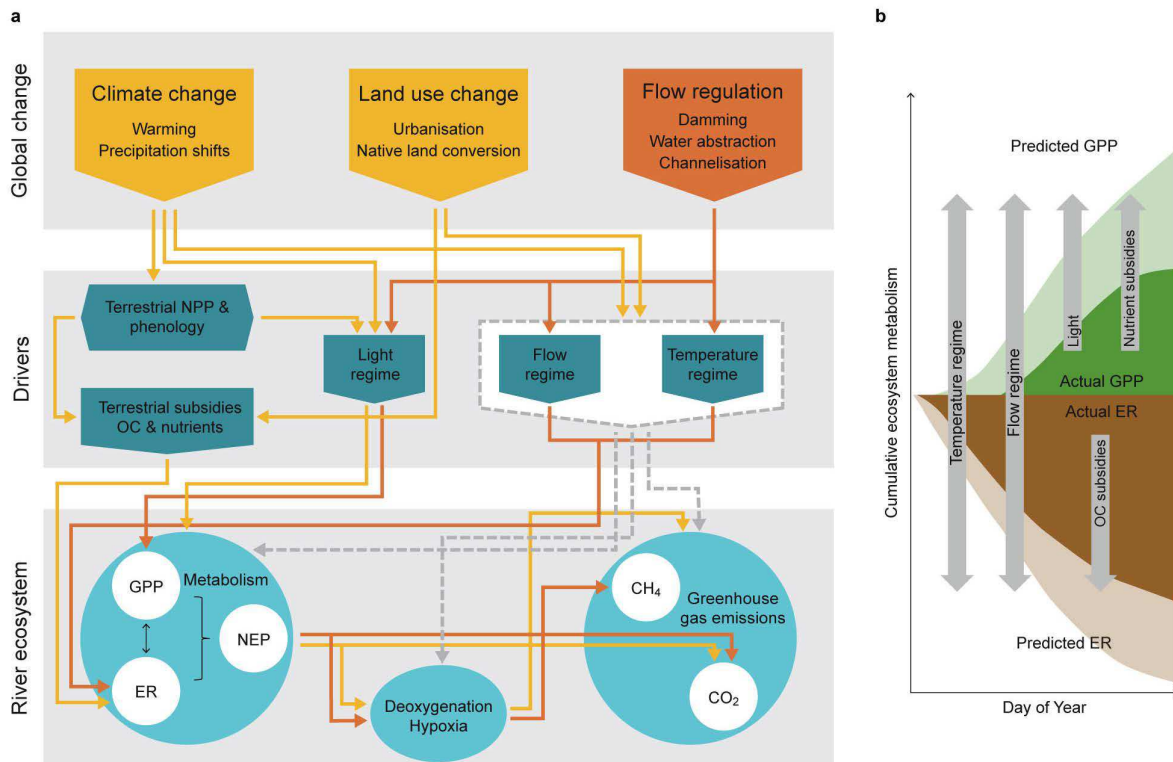 a
Global change
Climate change
Warming
Precipitation shifts
Land use change
Urbanisation
Native land conversion
Flow regulation
Damming
Water abstraction
Channelisation
Drivers
Terrestrial NPP &
phenology
Terrestrial subsidies
OC & nutrients
Light
regime
Flow
regime
Temperature
regime
River ecosystem
GPP
Metabolism
NEP
ER
Deoxygenation
Hypoxia
CH₄
Greenhouse
gas emissions
CO₂
b
Cumulative ecosystem metabolism
Predicted GPP
Temperature regime
Flow regime
Light
Nutrient subsidies
Actual GPP
Actual ER
OC subsidies
Predicted ER
Day of Year